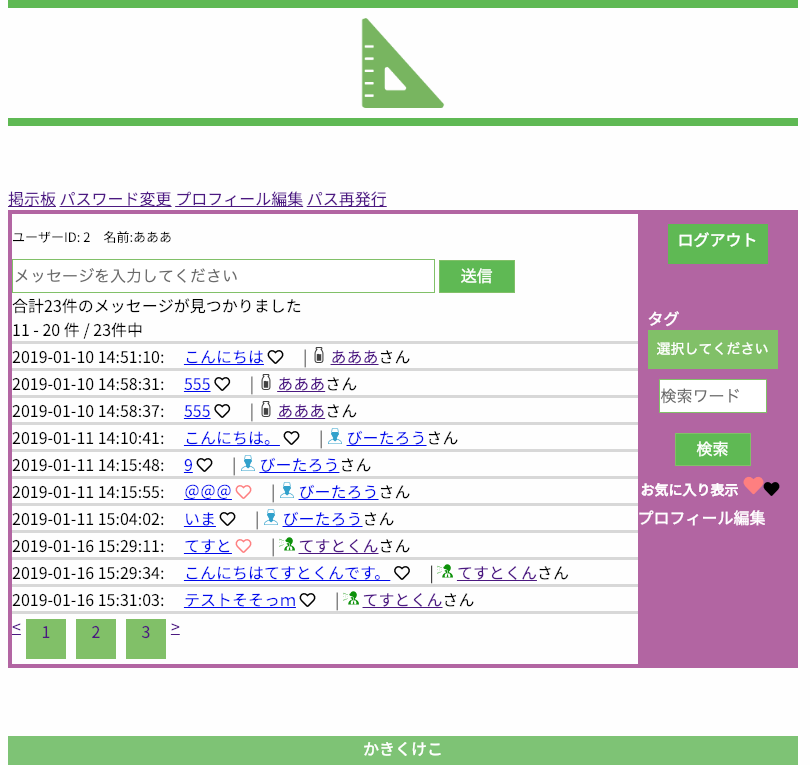 掲示板 パスワード変更 プロフィール編集 パス再発行
ユーザーID: 2 名前:あああ
メッセージを入力してください 送信
合計23件のメッセージが見つかりました
11 - 20 件 / 23件中
2019-01-10 14:51:10: こんにちは | あああさん
2019-01-10 14:58:31: 555 | あああさん
2019-01-10 14:58:37: 555 | あああさん
2019-01-11 14:10:41: こんにちは。 | びーたろうさん
2019-01-11 14:15:48: 9 | びーたろうさん
2019-01-11 14:15:55: @@@ | びーたろうさん
2019-01-11 15:04:02: いま | びーたろうさん
2019-01-16 15:29:11: てすと | てすとくんさん
2019-01-16 15:29:34: こんにちはてすとくんです。 | てすとくんさん
2019-01-16 15:31:03: テストそそっｍ | てすとくんさん
< 1 2 3 >
ログアウト
タグ
選択してください
検索ワード
検索
お気に入り表示
プロフィール編集
かきくけこ